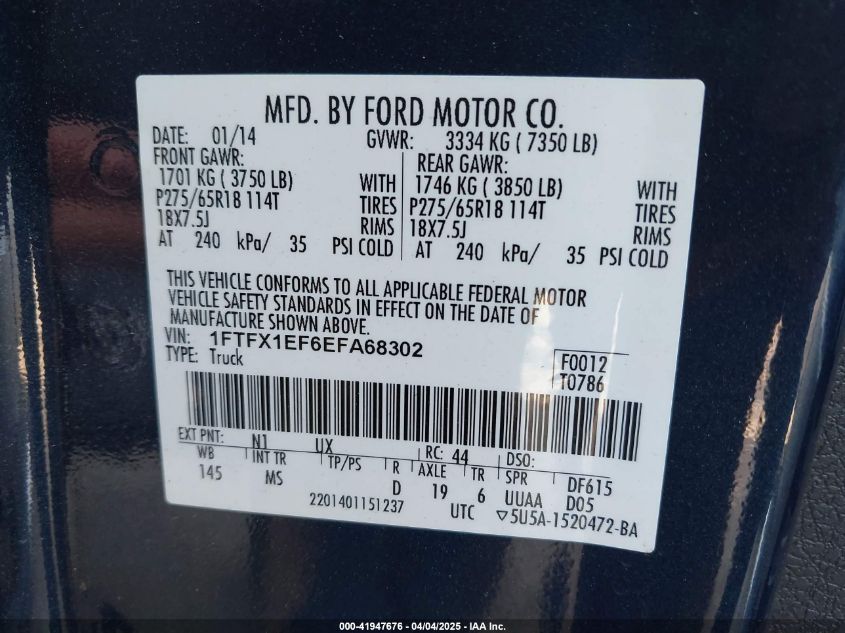 MFD. BY FORD MOTOR CO.
DATE: 01/14 GVWR: 3334 KG ( 7350 LB)
FRONT GAWR: REAR GAWR:
1701 KG ( 3750 LB) WITH 1746 KG ( 3850 LB) WITH
P275/65R18 114T TIRES P275/65R18 114T TIRES
18X7.5J RIMS 18X7.5J RIMS
AT 240 kPa/ 35 PSI COLD AT 240 kPa/ 35 PSI COLD
THIS VEHICLE CONFORMS TO ALL APPLICABLE FEDERAL MOTOR
VEHICLE SAFETY STANDARDS IN EFFECT ON THE DATE OF
MANUFACTURE SHOWN ABOVE.
VIN: 1FTFX1EF6EFA68302
TYPE: Truck F0012
T0786
EXT PNT: N1 UX RC: 44 DSO:
WB INT TR TP/PS R AXLE TR SPR DF615
145 MS D 19 6 UUAA D05
2201401151237 UTC ▽5U5A-1520472-BA
000-41947676 - 04/04/2025 - IAA Inc.